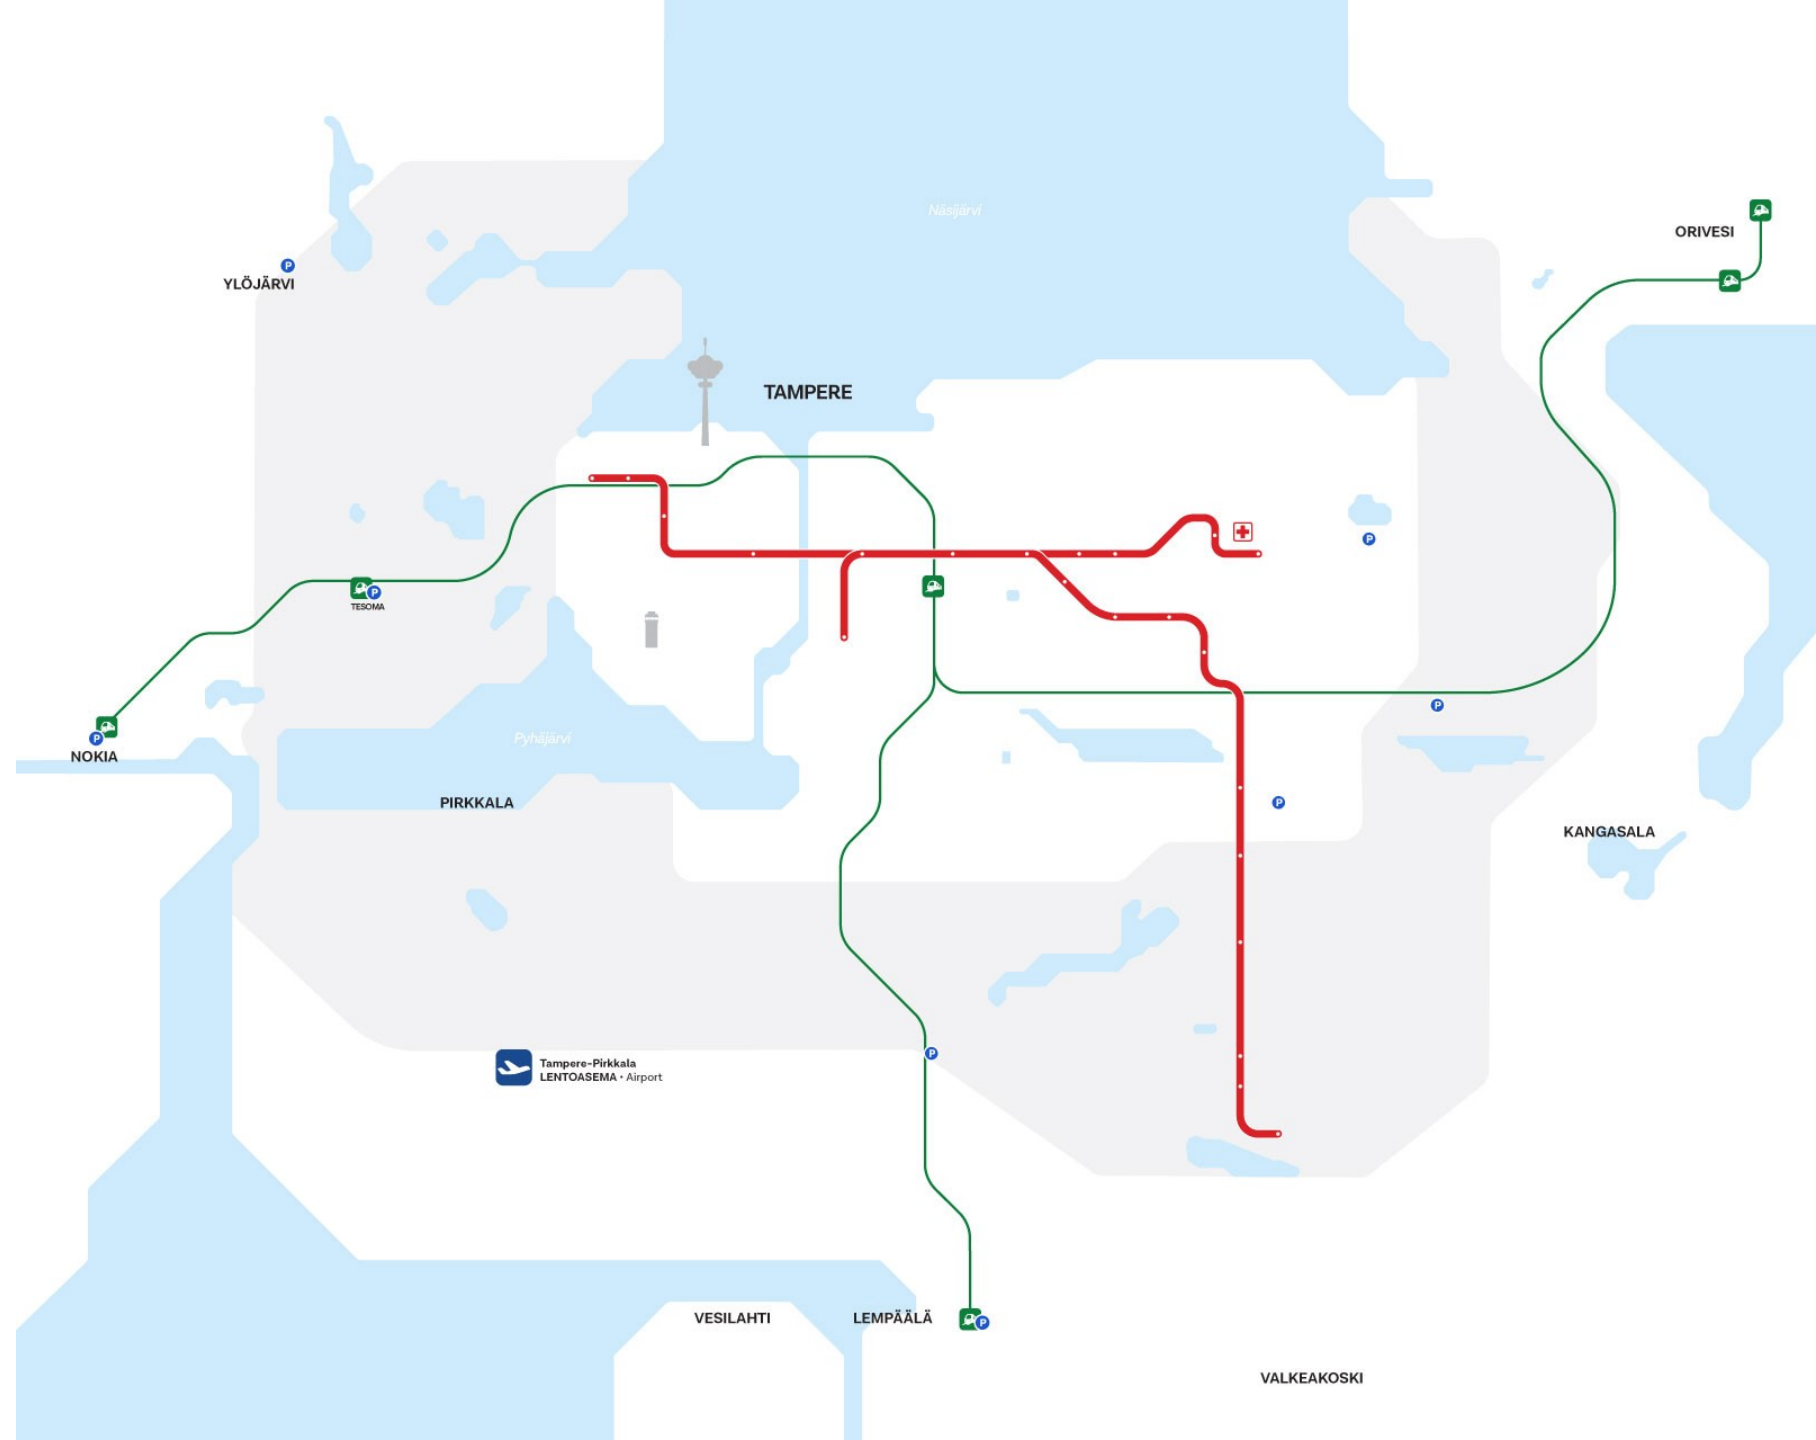 Näsijärvi
ORIVESI
P
YLÖJÄRVI
TAMPERE
P
P
TESOMA
P
P
NOKIA
Pyhäjärvi
PIRKKALA
P
KANGASALA
P
Tampere-Pirkkala
LENTOASEMA • Airport
VESILAHTI
LEMPÄÄLÄ
P
VALKEAKOSKI